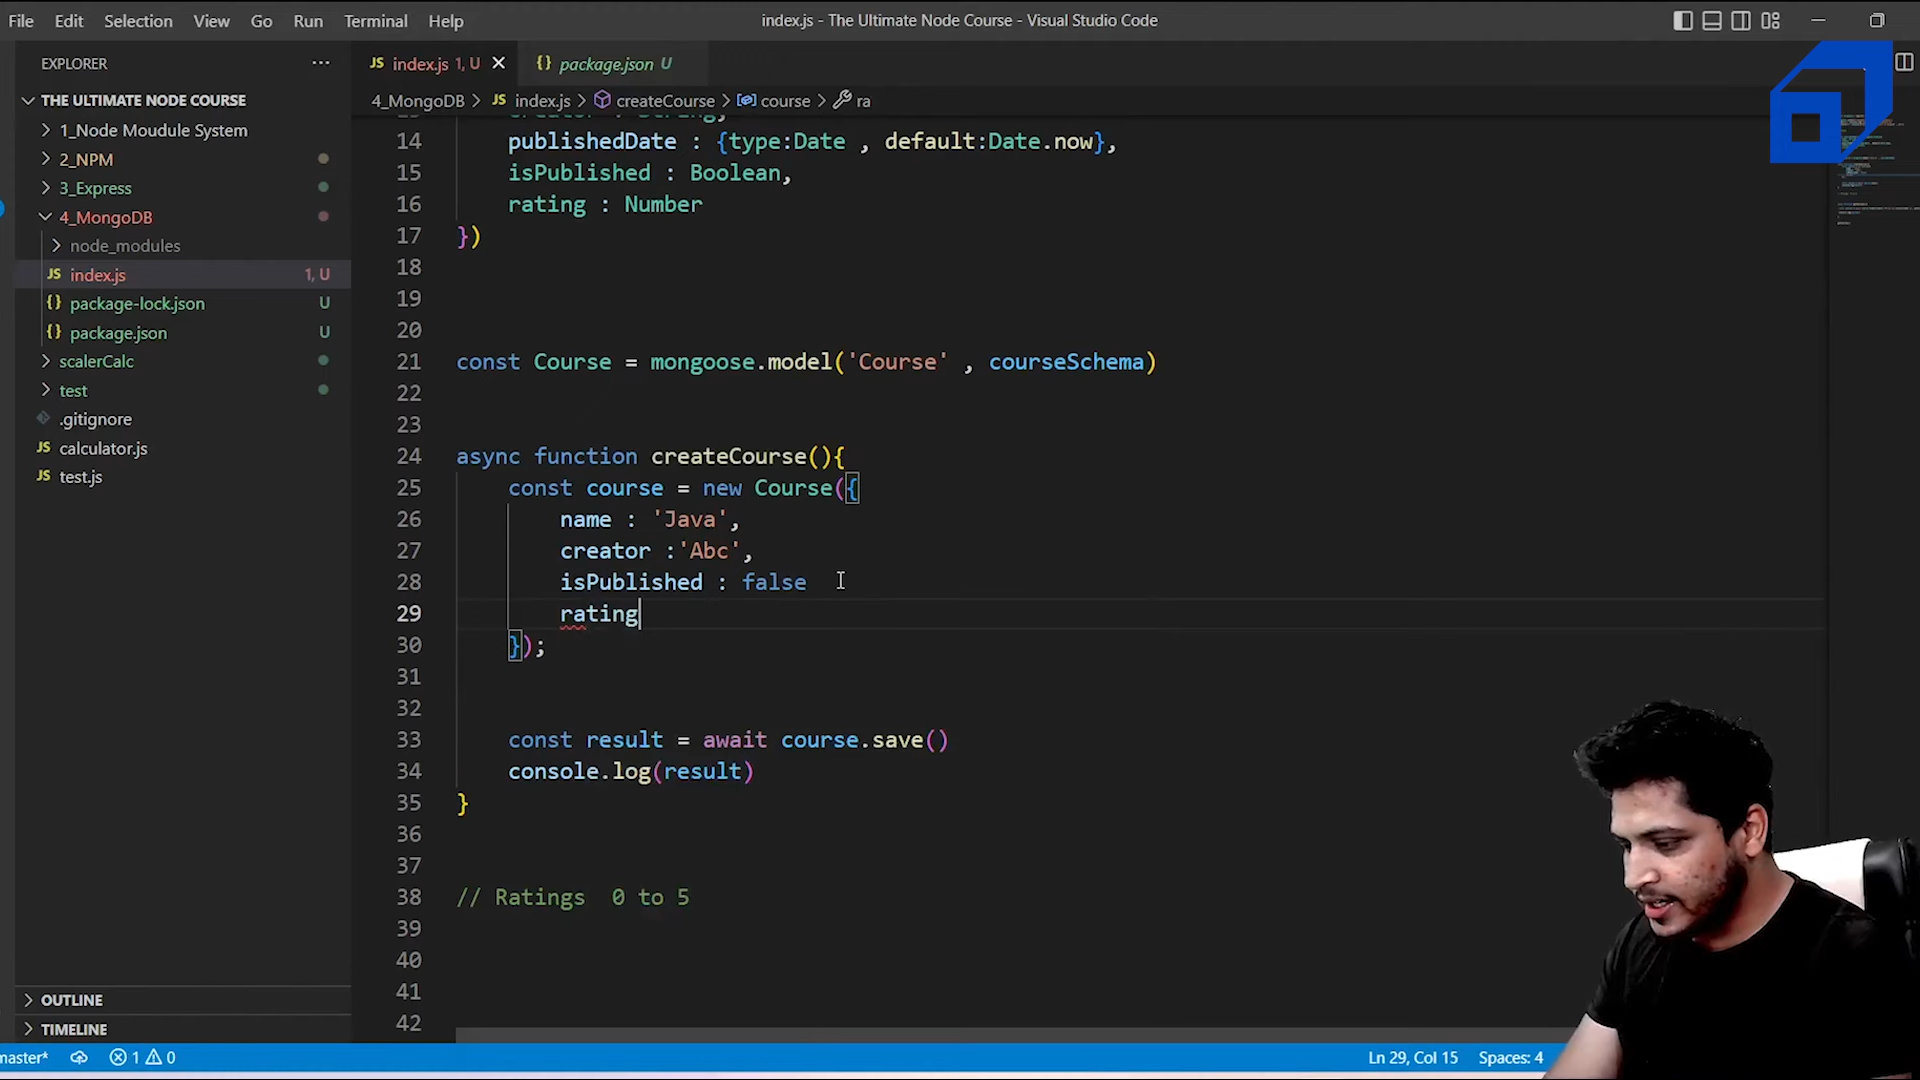 File Edit Selection View Go Run Terminal Help
index.js - The Ultimate Node Course - Visual Studio Code
EXPLORER
THE ULTIMATE NODE COURSE
1_Node Moudule System
2_NPM
3_Express
4_MongoDB
node_modules
index.js 1, U
package-lock.json U
package.json U
scalerCalc
test
.gitignore
calculator.js
test.js
OUTLINE
TIMELINE
index.js 1, U
package.json U
4_MongoDB > index.js > createCourse > course > ra
14 publishedDate : {type:Date , default:Date.now},
15 isPublished : Boolean,
16 rating : Number
17 })
18
19
20
21 const Course = mongoose.model('Course' , courseSchema)
22
23
24 async function createCourse(){
25 const course = new Course({
26 name : 'Java',
27 creator :'Abc',
28 isPublished : false
29 rating
30 });
31
32
33 const result = await course.save()
34 console.log(result)
35 }
36
37
38 // Ratings  0 to 5
39
40
41
42
master* 1 0
Ln 29, Col 15 Spaces: 4